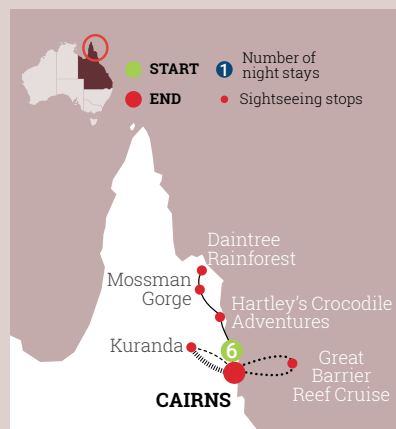 START
1
Number of
night stays
END
Sightseeing stops
Daintree
Rainforest
Mossman
Gorge
Hartley's Crocodile
Adventures
Kuranda
6
Great
Barrier
Reef Cruise
CAIRNS